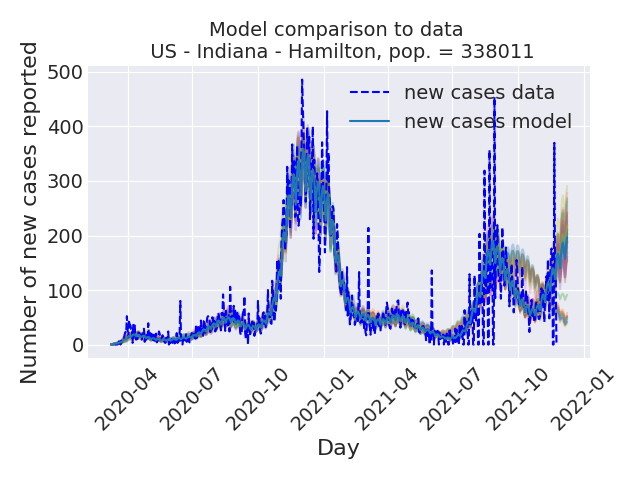 Model comparison to data
US - Indiana - Hamilton, pop. = 338011
Number of new cases reported
500
400
300
200
100
0
new cases data
new cases model
2020-04
2020-07
2020-10
2021-01
2021-04
2021-07
2021-10
2022-01
Day